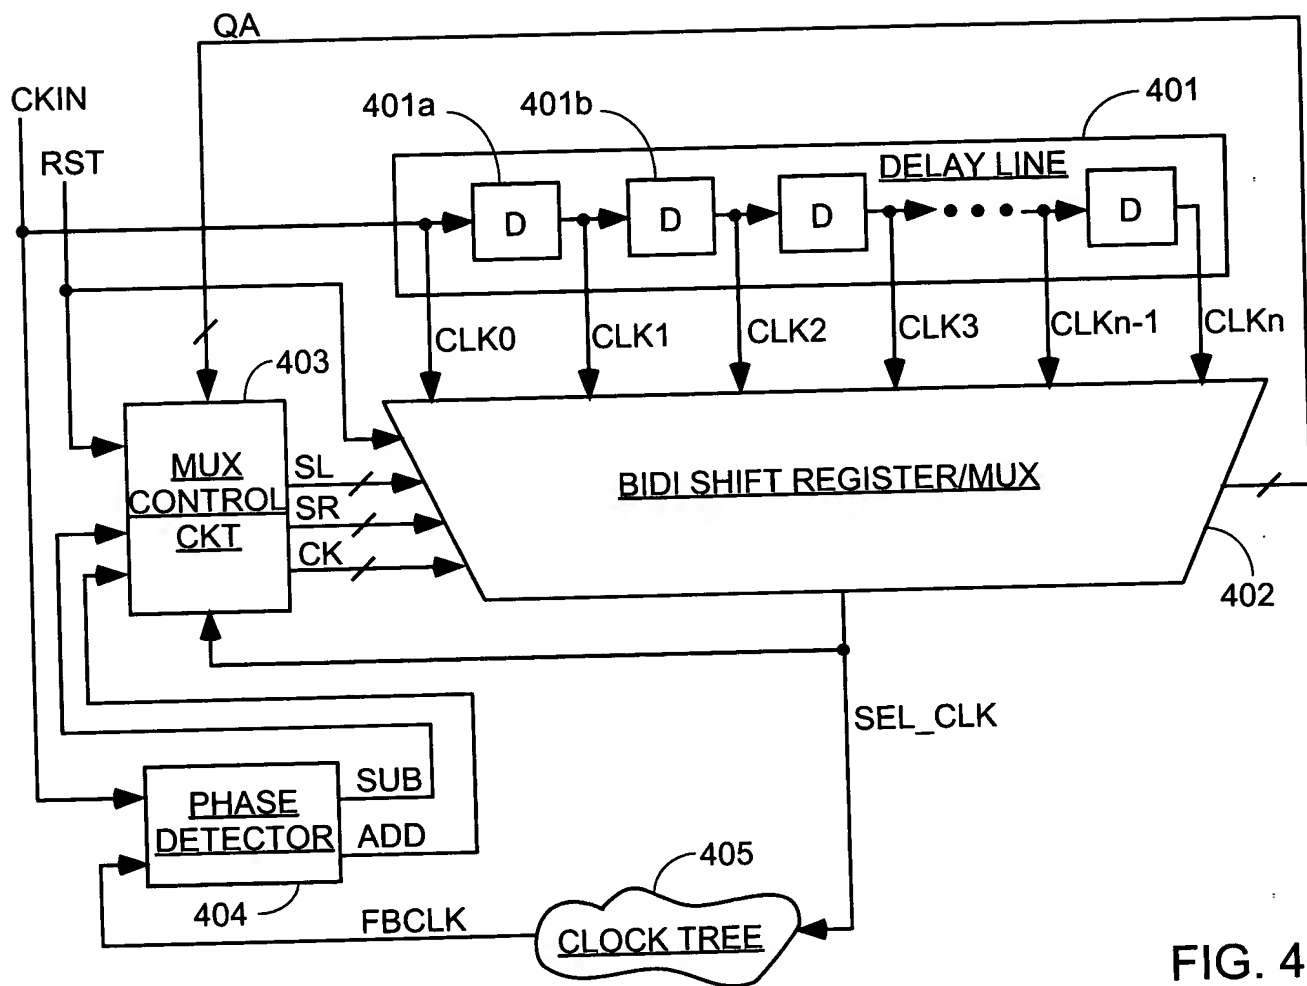 QA
CKIN
401a
401b
401
RST
DELAY LINE
D
D
D
D
CLK0
CLK1
CLK2
CLK3
CLKn-1
CLKn
403
MUX
CONTROL
CKT
SL
SR
CK
BIDI SHIFT REGISTER/MUX
402
SEL_CLK
PHASE
DETECTOR
SUB
ADD
404
405
FBCLK
CLOCK TREE
FIG. 4